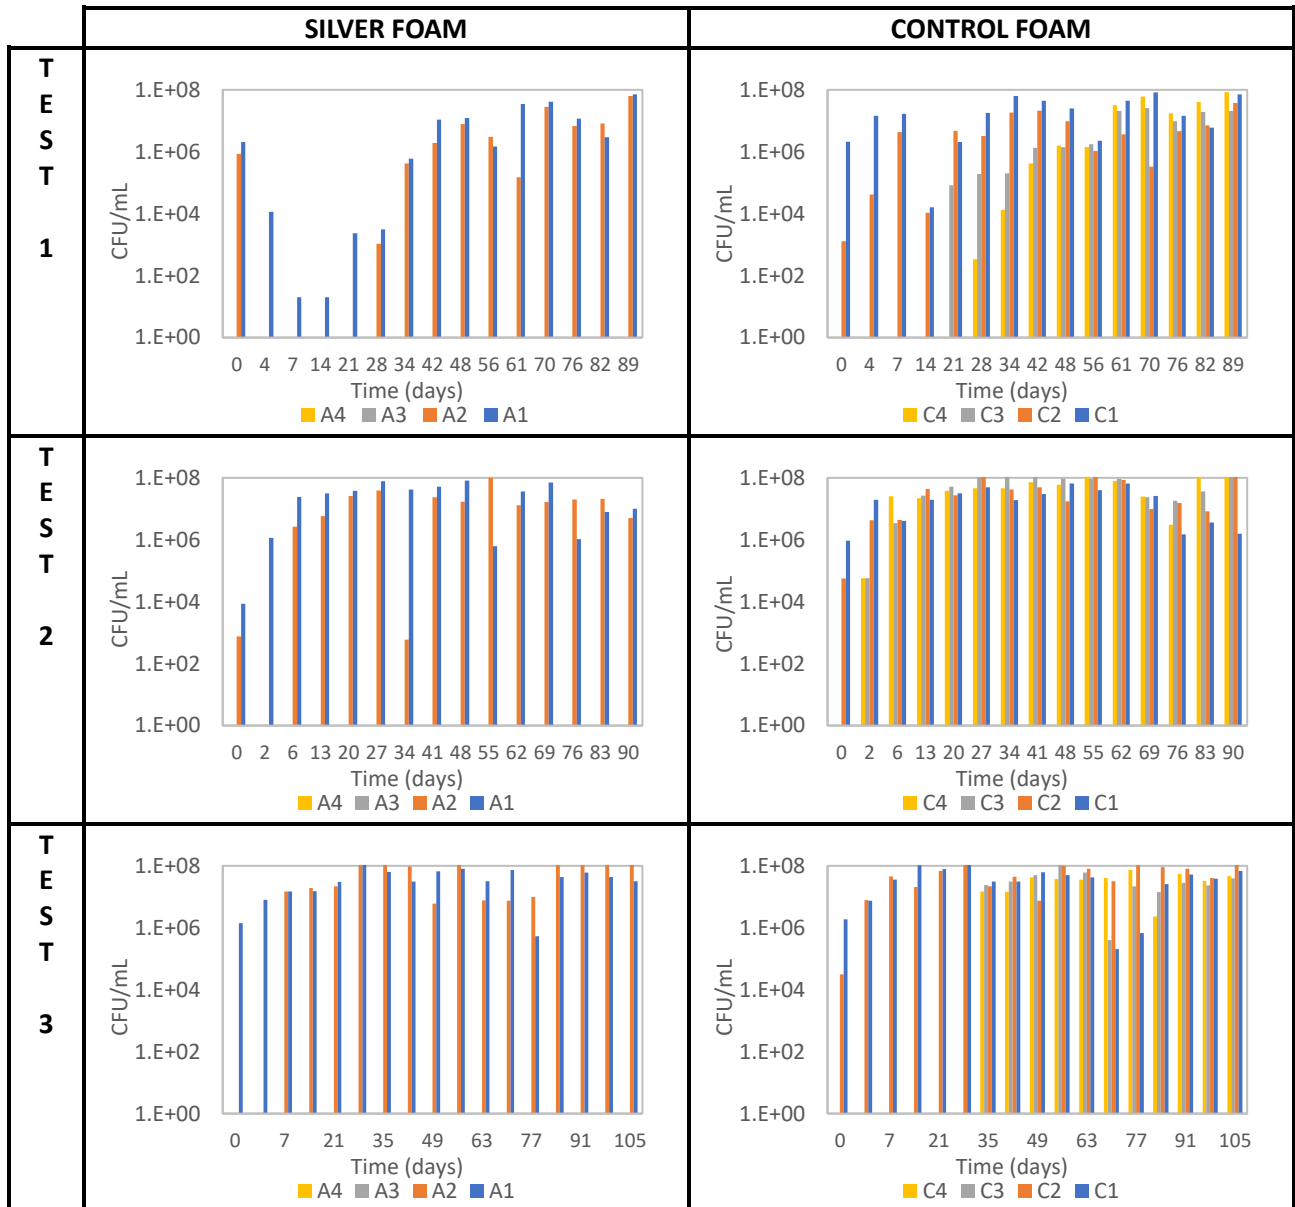 SILVER FOAM CONTROL FOAM
T
E
S
T
1
1.E+08
1.E+06
1.E+04
1.E+02
1.E+00
CFU/mL
0 4 7 14 21 28 34 42 48 56 61 70 76 82 89
Time (days)
A4 A3 A2 A1
1.E+08
1.E+06
1.E+04
1.E+02
1.E+00
CFU/mL
0 4 7 14 21 28 34 42 48 56 61 70 76 82 89
Time (days)
C4 C3 C2 C1
T
E
S
T
2
1.E+08
1.E+06
1.E+04
1.E+02
1.E+00
CFU/mL
0 2 6 13 20 27 34 41 48 55 62 69 76 83 90
Time (days)
A4 A3 A2 A1
1.E+08
1.E+06
1.E+04
1.E+02
1.E+00
CFU/mL
0 2 6 13 20 27 34 41 48 55 62 69 76 83 90
Time (days)
C4 C3 C2 C1
T
E
S
T
3
1.E+08
1.E+06
1.E+04
1.E+02
1.E+00
CFU/mL
0 7 21 35 49 63 77 91 105
Time (days)
A4 A3 A2 A1
1.E+08
1.E+06
1.E+04
1.E+02
1.E+00
CFU/mL
0 7 21 35 49 63 77 91 105
Time (days)
C4 C3 C2 C1